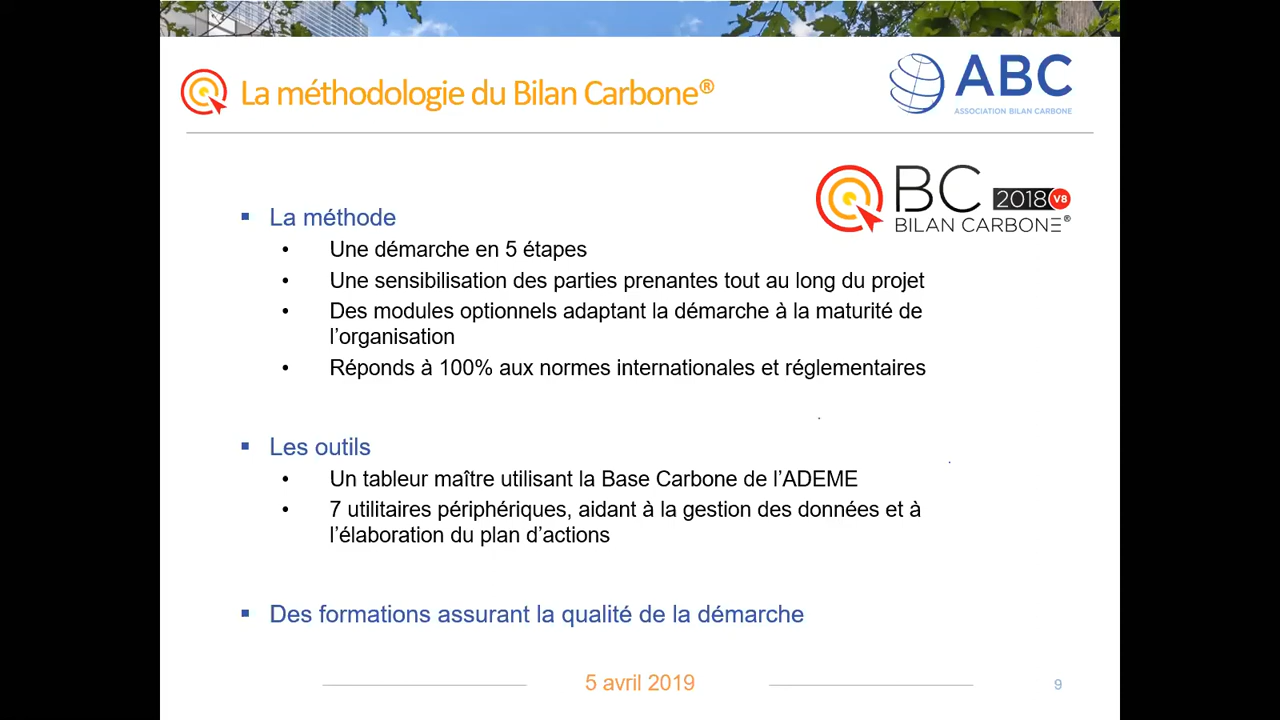 La méthodologie du Bilan Carbone®
ABC
ASSOCIATION BILAN CARBONE
BC 2018 V8
BILAN CARBONE®
▪ La méthode
• Une démarche en 5 étapes
• Une sensibilisation des parties prenantes tout au long du projet
• Des modules optionnels adaptant la démarche à la maturité de
l’organisation
• Réponds à 100% aux normes internationales et réglementaires
▪ Les outils
• Un tableur maître utilisant la Base Carbone de l’ADEME
• 7 utilitaires périphériques, aidant à la gestion des données et à
l’élaboration du plan d’actions
▪ Des formations assurant la qualité de la démarche
5 avril 2019
9